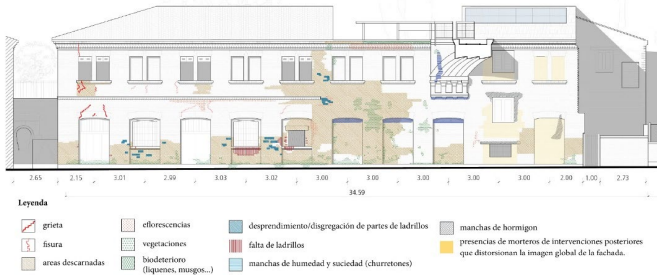 2.65 2.15 3.01 2.99 3.03 3.02 3.00 3.03 3.03 3.00 2.00 1.00 2.73
34.59
Leyenda
grieta
fisura
areas descarnadas
eflorescencias
vegetaciones
biodeterioro
(liquenes, musgos...)
desprendimiento/disgregación de partes de ladrillos
falta de ladrillos
manchas de humedad y suciedad (churretones)
manchas de hormigon
presencias de morteros de intervenciones posteriores
que distorsionan la imagen global de la fachada.